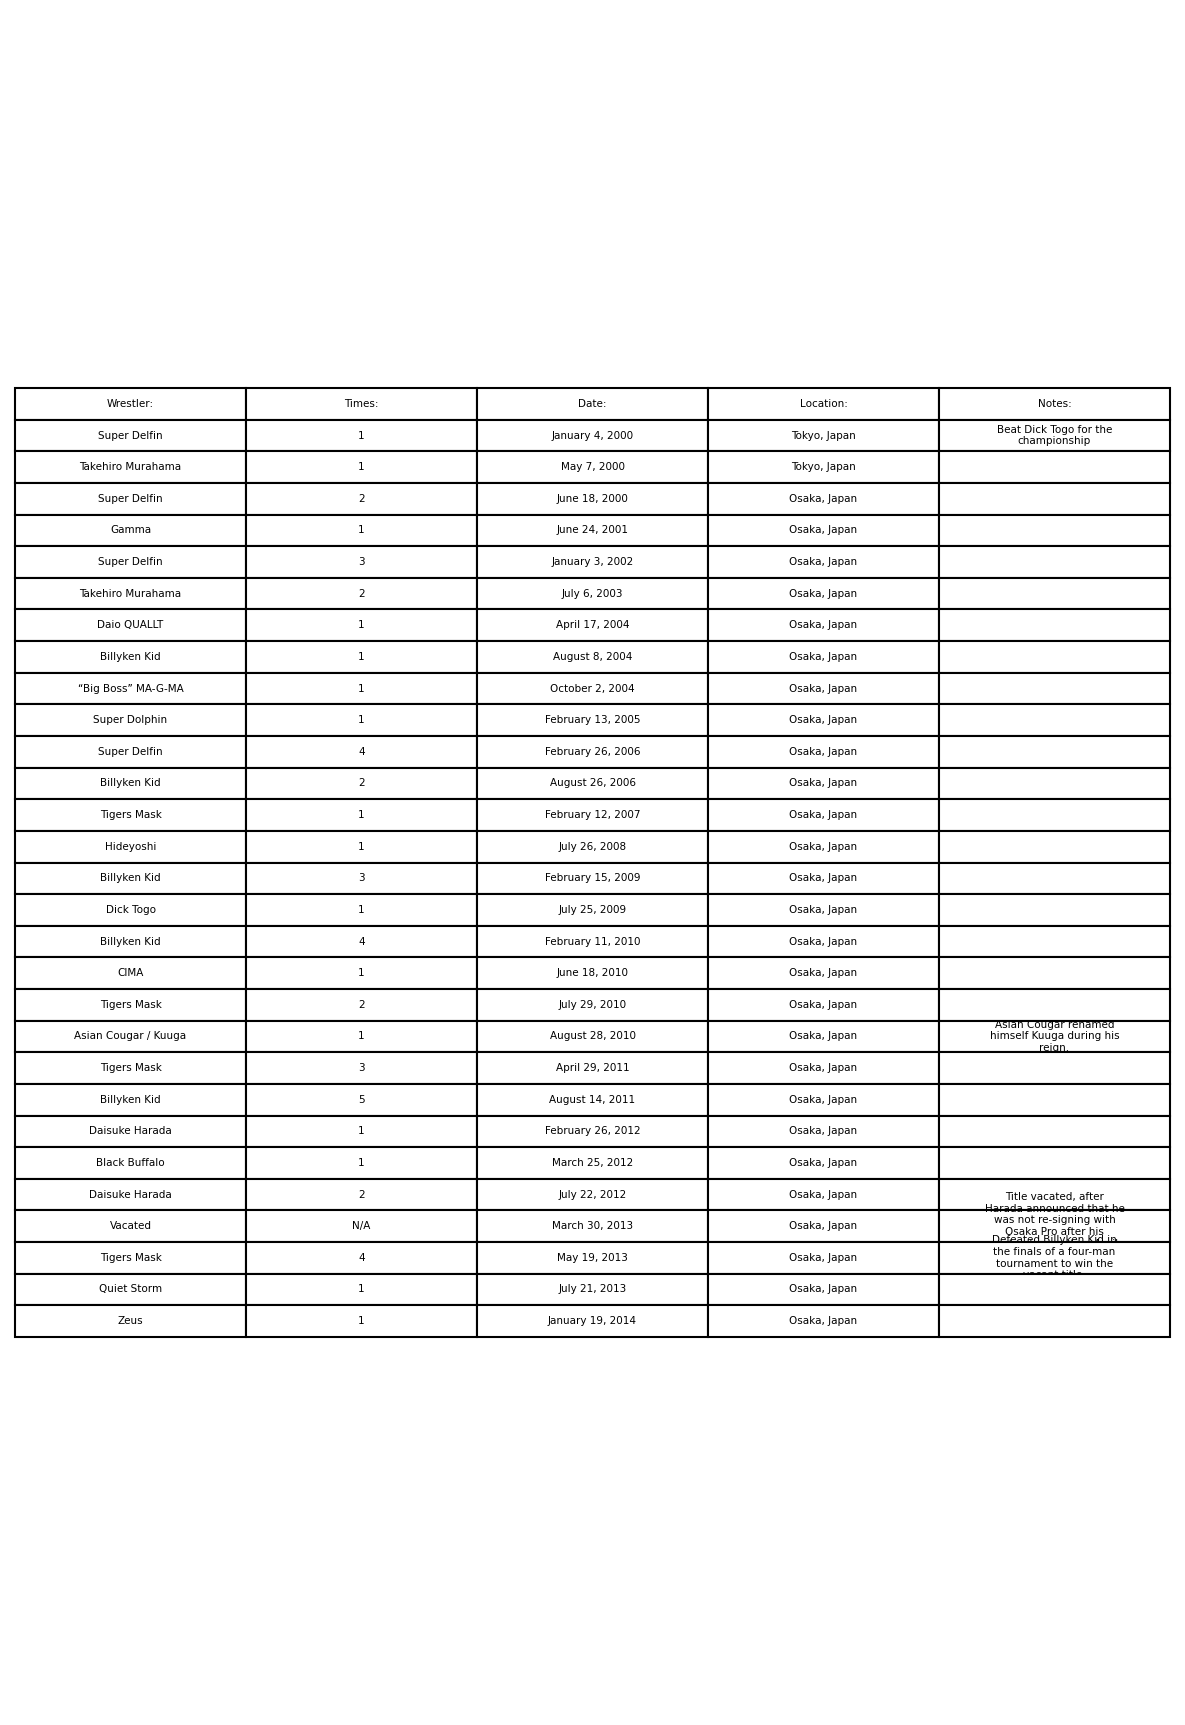 Wrestler: Times: Date: Location: Notes:
Super Delfin 1 January 4, 2000 Tokyo, Japan Beat Dick Togo for the
championship
Takehiro Murahama 1 May 7, 2000 Tokyo, Japan
Super Delfin 2 June 18, 2000 Osaka, Japan
Gamma 1 June 24, 2001 Osaka, Japan
Super Delfin 3 January 3, 2002 Osaka, Japan
Takehiro Murahama 2 July 6, 2003 Osaka, Japan
Daio QUALLT 1 April 17, 2004 Osaka, Japan
Billyken Kid 1 August 8, 2004 Osaka, Japan
“Big Boss” MA-G-MA 1 October 2, 2004 Osaka, Japan
Super Dolphin 1 February 13, 2005 Osaka, Japan
Super Delfin 4 February 26, 2006 Osaka, Japan
Billyken Kid 2 August 26, 2006 Osaka, Japan
Tigers Mask 1 February 12, 2007 Osaka, Japan
Hideyoshi 1 July 26, 2008 Osaka, Japan
Billyken Kid 3 February 15, 2009 Osaka, Japan
Dick Togo 1 July 25, 2009 Osaka, Japan
Billyken Kid 4 February 11, 2010 Osaka, Japan
CIMA 1 June 18, 2010 Osaka, Japan
Tigers Mask 2 July 29, 2010 Osaka, Japan
Asian Cougar / Kuuga 1 August 28, 2010 Osaka, Japan Asian Cougar renamed
himself Kuuga during his
reign.
Tigers Mask 3 April 29, 2011 Osaka, Japan
Billyken Kid 5 August 14, 2011 Osaka, Japan
Daisuke Harada 1 February 26, 2012 Osaka, Japan
Black Buffalo 1 March 25, 2012 Osaka, Japan
Daisuke Harada 2 July 22, 2012 Osaka, Japan
Vacated N/A March 30, 2013 Osaka, Japan Title vacated, after
Harada announced that he
was not re-signing with
Osaka Pro after his
Tigers Mask 4 May 19, 2013 Osaka, Japan Defeated Billyken Kid in
the finals of a four-man
tournament to win the
vacant title.
Quiet Storm 1 July 21, 2013 Osaka, Japan
Zeus 1 January 19, 2014 Osaka, Japan